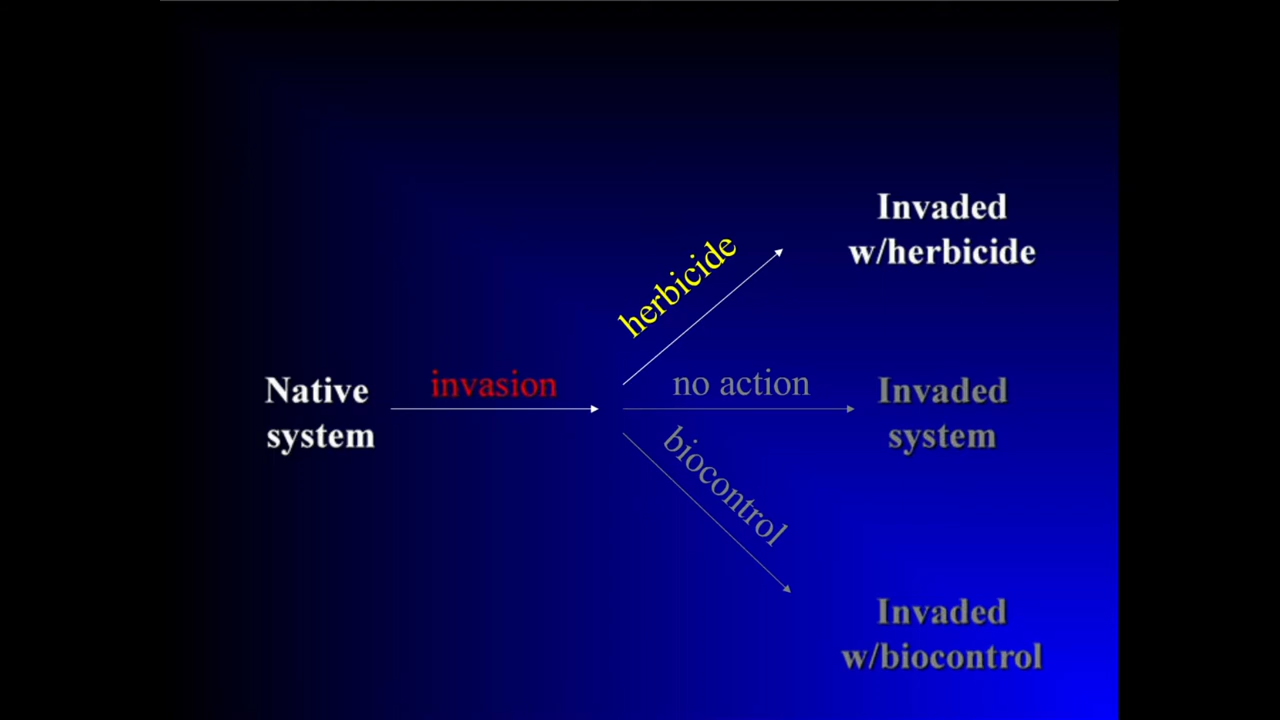 Invaded
w/herbicide
herbicide
Native
system
invasion
no action
Invaded
system
biocontrol
Invaded
w/biocontrol